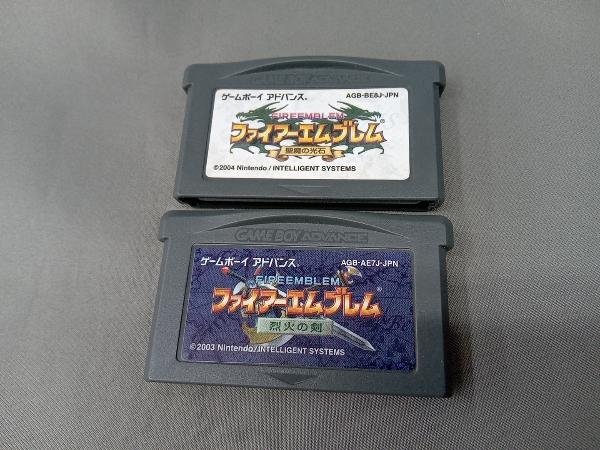 GAME BOY ADVANCE
ゲームボーイ アドバンス. AGB-BE8J-JPN
FIREEMBLEM
ファイアーエムブレム®
聖魔の光石
©2004 Nintendo/INTELLIGENT SYSTEMS
GAME BOY ADVANCE
ゲームボーイ アドバンス. AGB-AE7J-JPN
FIREEMBLEM
ファイアーエムブレム®
烈火の剣
©2003 Nintendo/INTELLIGENT SYSTEMS